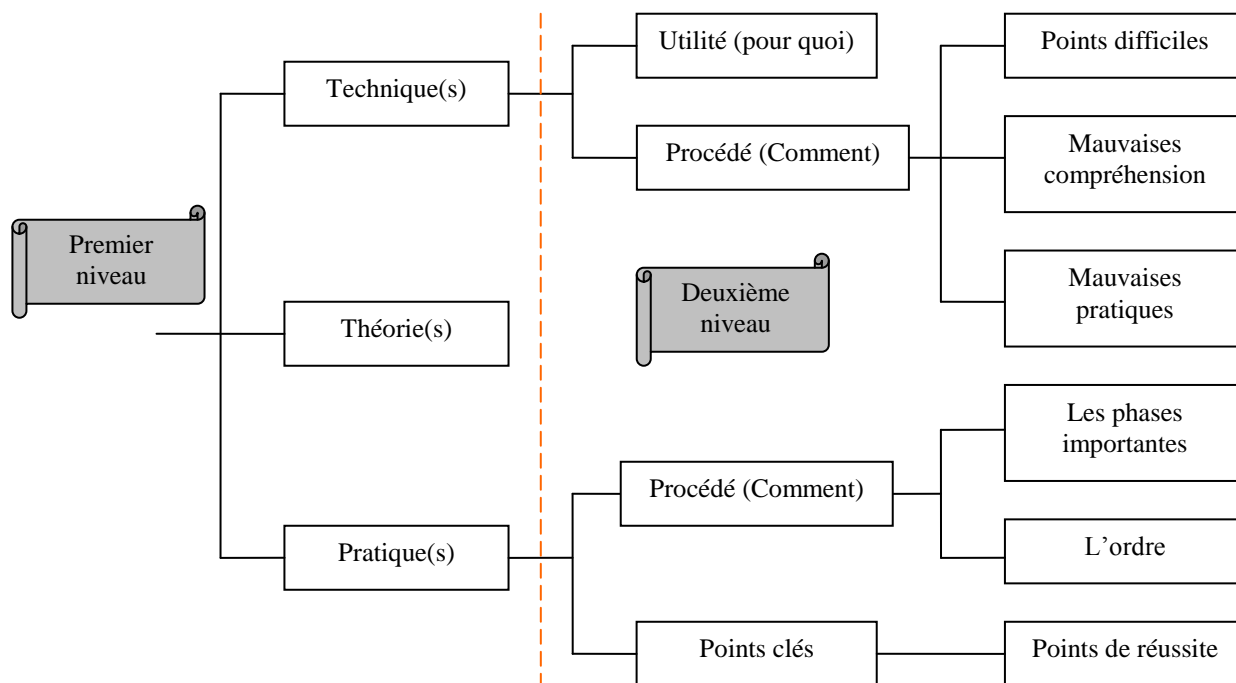 Utilité (pour quoi)
Points difficiles
Technique(s)
Procédé (Comment)
Mauvaises
compréhension
Premier
niveau
Deuxième
niveau
Mauvaises
pratiques
Théorie(s)
Les phases
importantes
Procédé (Comment)
Pratique(s)
L’ordre
Points clés
Points de réussite